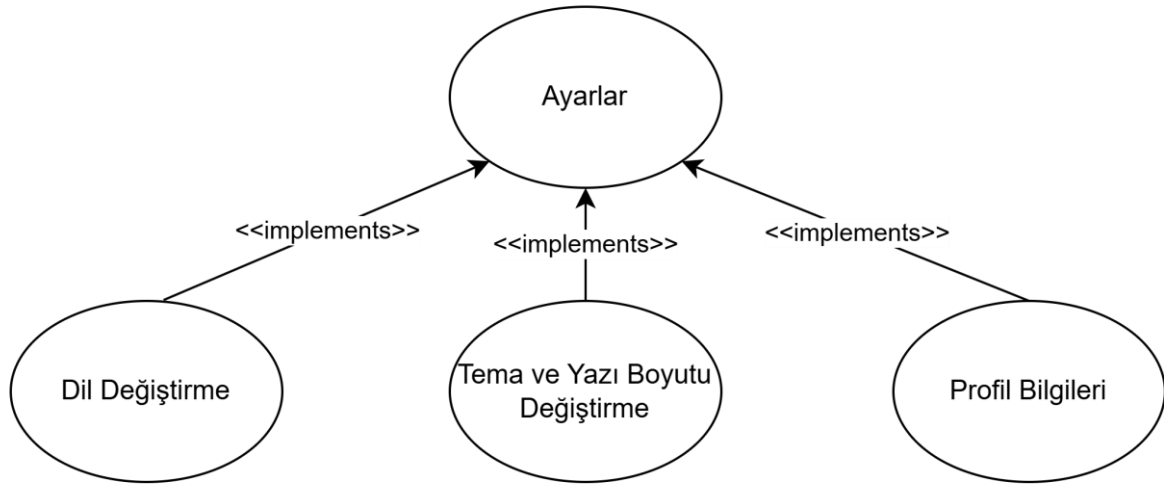 Ayarlar
<<implements>>
<<implements>>
<<implements>>
Dil Değiştirme
Tema ve Yazı Boyutu
Değiştirme
Profil Bilgileri